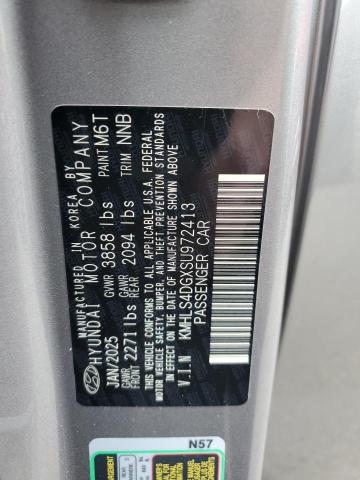 MANUFACTURED IN KOREA BY
HYUNDAI MOTOR COMPANY
JAN/2025 GVWR 3858 lbs PAINT M6T
GAWR FRONT 2271 lbs GAWR REAR 2094 lbs TRIM NNB
THIS VEHICLE CONFORMS TO ALL APPLICABLE U.S.A. FEDERAL
MOTOR VEHICLE SAFETY, BUMPER, AND THEFT PREVENTION STANDARDS
IN EFFECT ON THE DATE OF MANUFACTURE SHOWN ABOVE
V.I.N KMHLS4DGXSU972413
PASSENGER CAR
N57